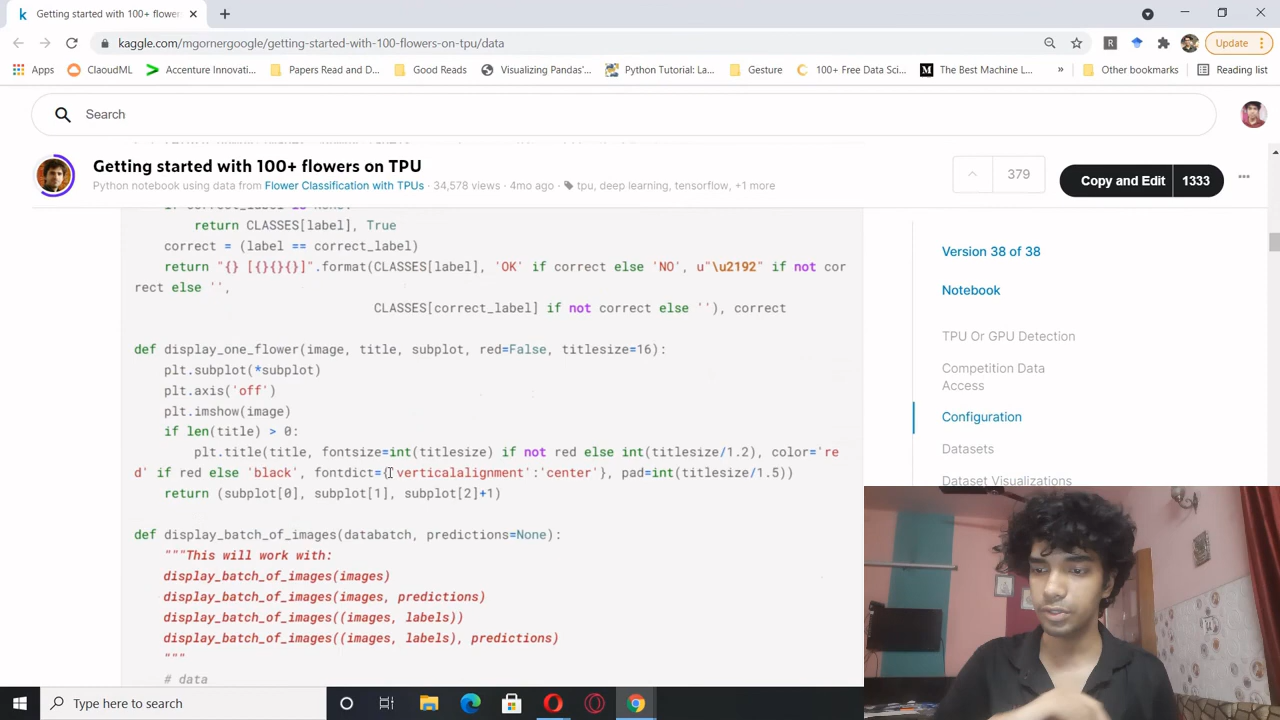 Getting started with 100+ flowers
kaggle.com/mgornergoogle/getting-started-with-100-flowers-on-tpu/data
Update
Apps
ClaoudML
Accenture Innovati...
Papers Read and D...
Good Reads
Visualizing Pandas'...
Python Tutorial: La...
Gesture
100+ Free Data Sci...
The Best Machine L...
»
Other bookmarks
Reading list
Search
Getting started with 100+ flowers on TPU
Python notebook using data from Flower Classification with TPUs · 34,578 views · 4mo ago · tpu, deep learning, tensorflow, +1 more
379
Copy and Edit 1333
return CLASSES[label], True
correct = (label == correct_label)
return "{} [{}{}{}]".format(CLASSES[label], 'OK' if correct else 'NO', u"\u2192" if not cor
rect else '',
CLASSES[correct_label] if not correct else ''), correct
def display_one_flower(image, title, subplot, red=False, titlesize=16):
plt.subplot(*subplot)
plt.axis('off')
plt.imshow(image)
if len(title) > 0:
plt.title(title, fontsize=int(titlesize) if not red else int(titlesize/1.2), color='re
d' if red else 'black', fontdict={'verticalalignment':'center'}, pad=int(titlesize/1.5))
return (subplot[0], subplot[1], subplot[2]+1)
def display_batch_of_images(databatch, predictions=None):
"""This will work with:
display_batch_of_images(images)
display_batch_of_images(images, predictions)
display_batch_of_images((images, labels))
display_batch_of_images((images, labels), predictions)
"""
# data
Version 38 of 38
Notebook
TPU Or GPU Detection
Competition Data
Access
Configuration
Datasets
Dataset Visualizations
Type here to search